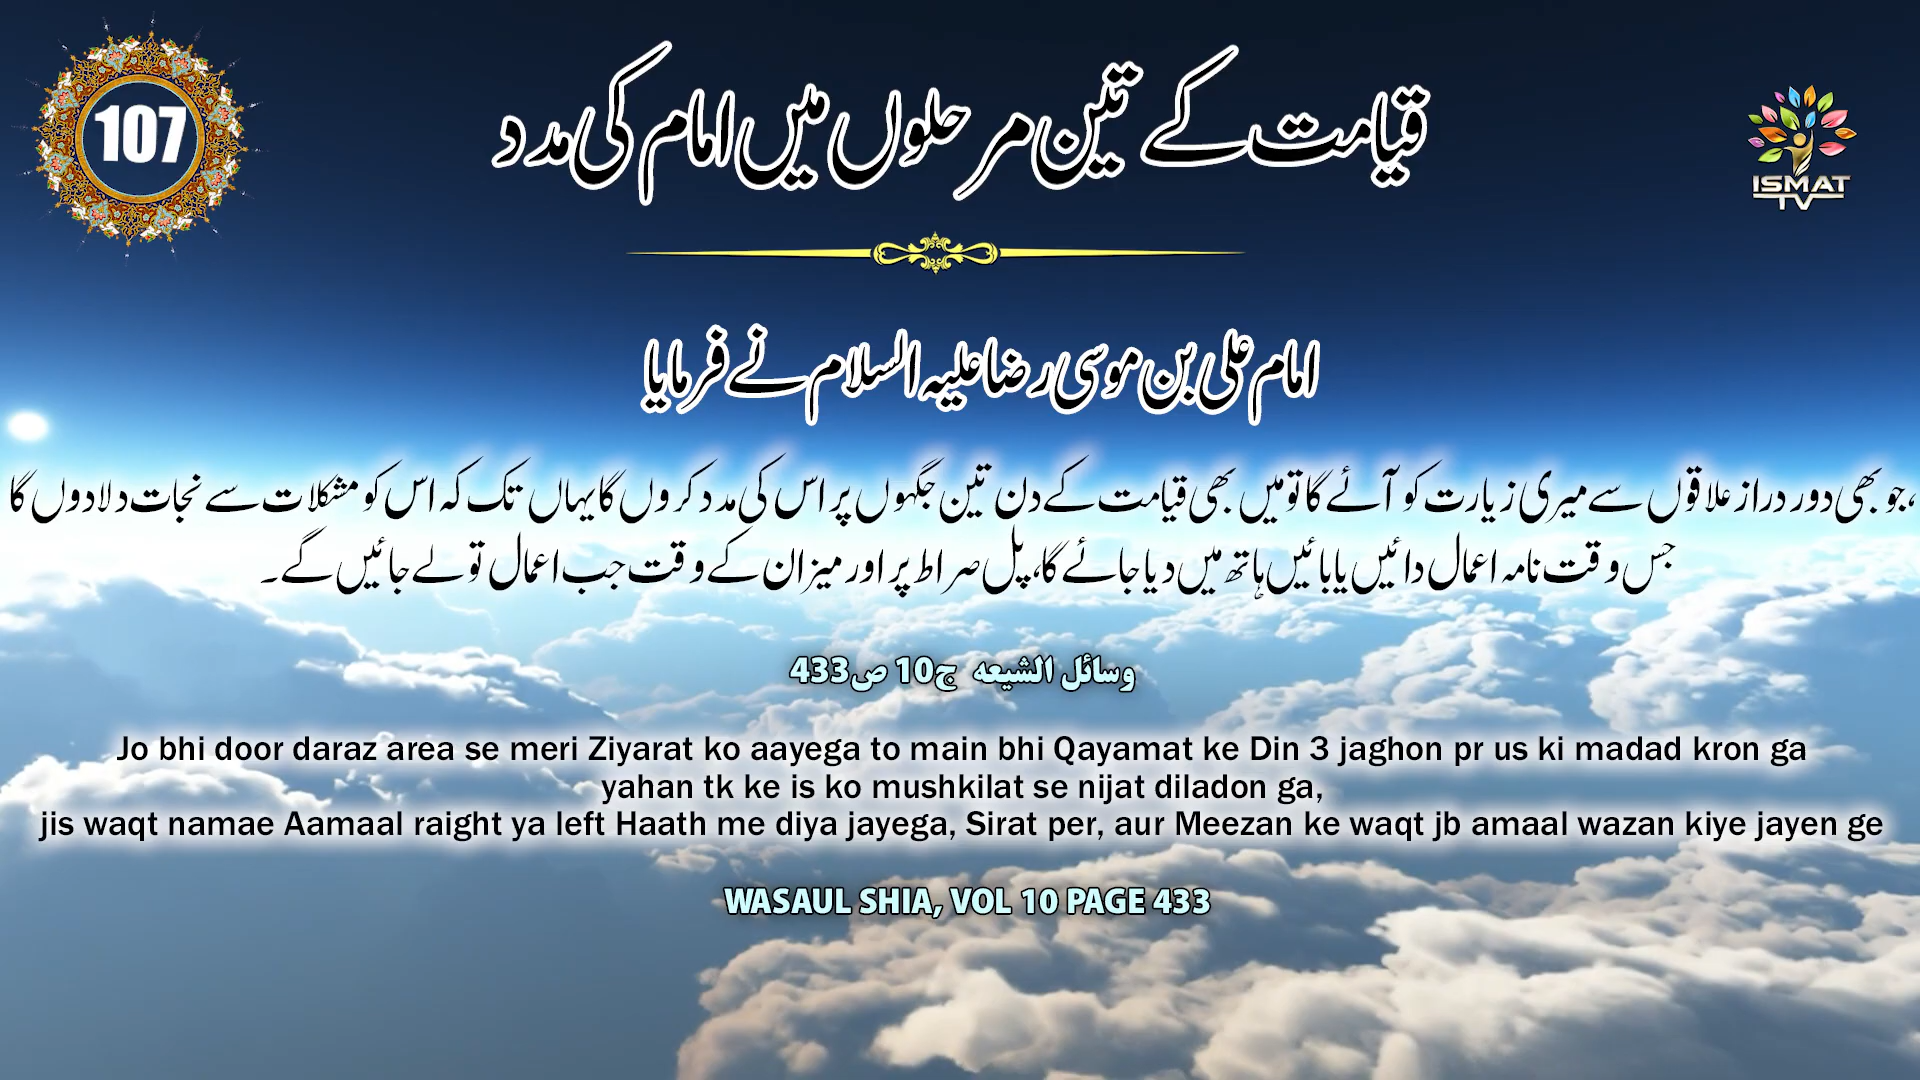 107
قیامت کے تین مرحلوں میں امام کی مدد
ISMAT
TV
امام علی بن موسی رضا علیہ السلام نے فرمایا
جو بھی دور دراز علاقوں سے میری زیارت کو آئے گا تو میں بھی قیامت کے دن تین جگہوں پر اس کی مدد کروں گا یہاں تک کہ اس کو مشکلات سے نجات دلادوں گا،
جس وقت نامہ اعمال دائیں یا بائیں ہاتھ میں دیا جائے گا، پل صراط پر اور میزان کے وقت جب اعمال تولے جائیں گے۔
وسائل الشیعه ج10 ص433
Jo bhi door daraz area se meri Ziyarat ko aayega to main bhi Qayamat ke Din 3 jaghon pr us ki madad kron ga
yahan tk ke is ko mushkilat se nijat diladon ga,
jis waqt namae Aamaal raight ya left Haath me diya jayega, Sirat per, aur Meezan ke waqt jb amaal wazan kiye jayen ge
WASAUL SHIA, VOL 10 PAGE 433